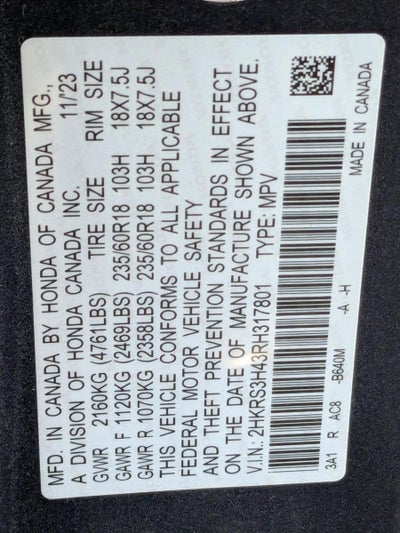 MFD. IN CANADA BY HONDA OF CANADA MFG.,
A DIVISION OF HONDA CANADA INC. 11/23
GVWR 2160KG (4761LBS) TIRE SIZE RIM SIZE
GAWR F 1120KG (2469LBS) 235/60R18 103H 18X7.5J
GAWR R 1070KG (2358LBS) 235/60R18 103H 18X7.5J
THIS VEHICLE CONFORMS TO ALL APPLICABLE
FEDERAL MOTOR VEHICLE SAFETY
AND THEFT PREVENTION STANDARDS IN EFFECT
ON THE DATE OF MANUFACTURE SHOWN ABOVE.
V.I.N.: 2HKRS3H43RH317801 TYPE: MPV
3A1 R AC8 -B640M -A -H MADE IN CANADA